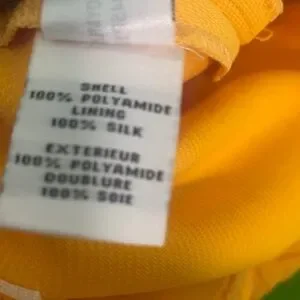 SHELL
100% POLYAMIDE
LINING
100% SILK
EXTERIEUR
100% POLYAMIDE
DOUBLURE
100% SOIE